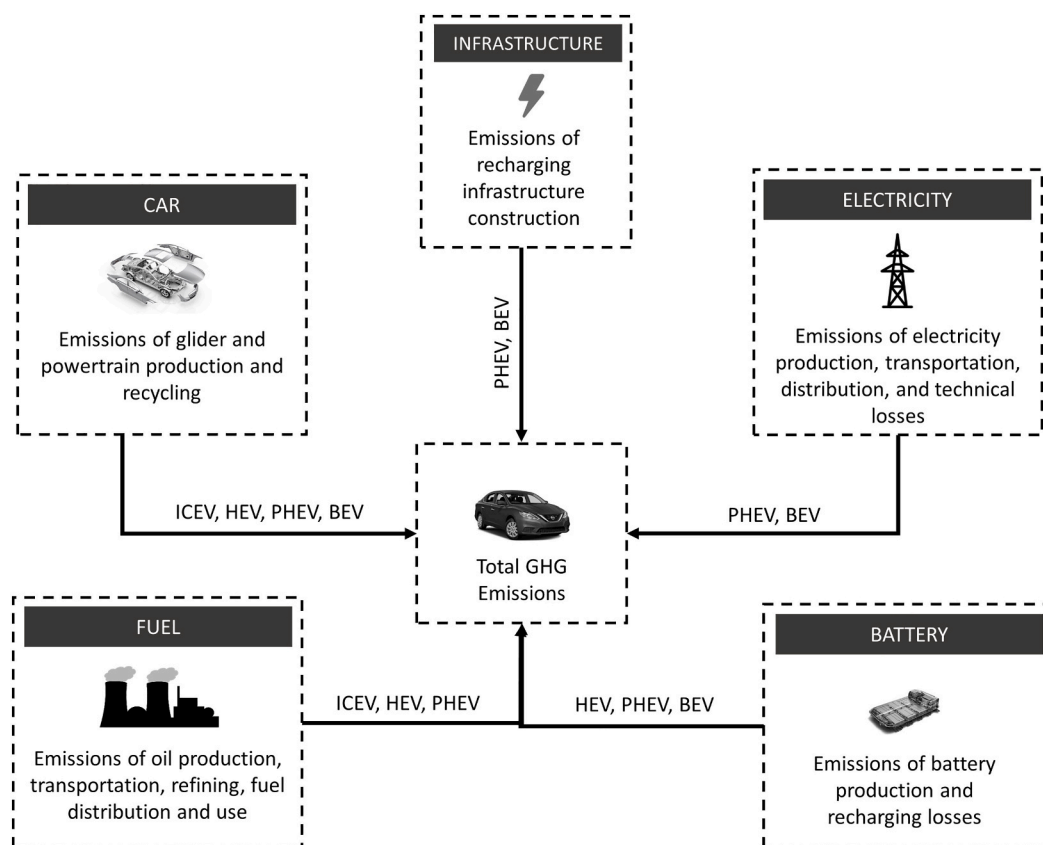 INFRASTRUCTURE
Emissions of
recharging
infrastructure
construction
CAR
Emissions of glider and
powertrain production and
recycling
ELECTRICITY
Emissions of electricity
production, transportation,
distribution, and technical
losses
PHEV, BEV
ICEV, HEV, PHEV, BEV
PHEV, BEV
Total GHG
Emissions
FUEL
Emissions of oil production,
transportation, refining, fuel
distribution and use
ICEV, HEV, PHEV
HEV, PHEV, BEV
BATTERY
Emissions of battery
production and
recharging losses